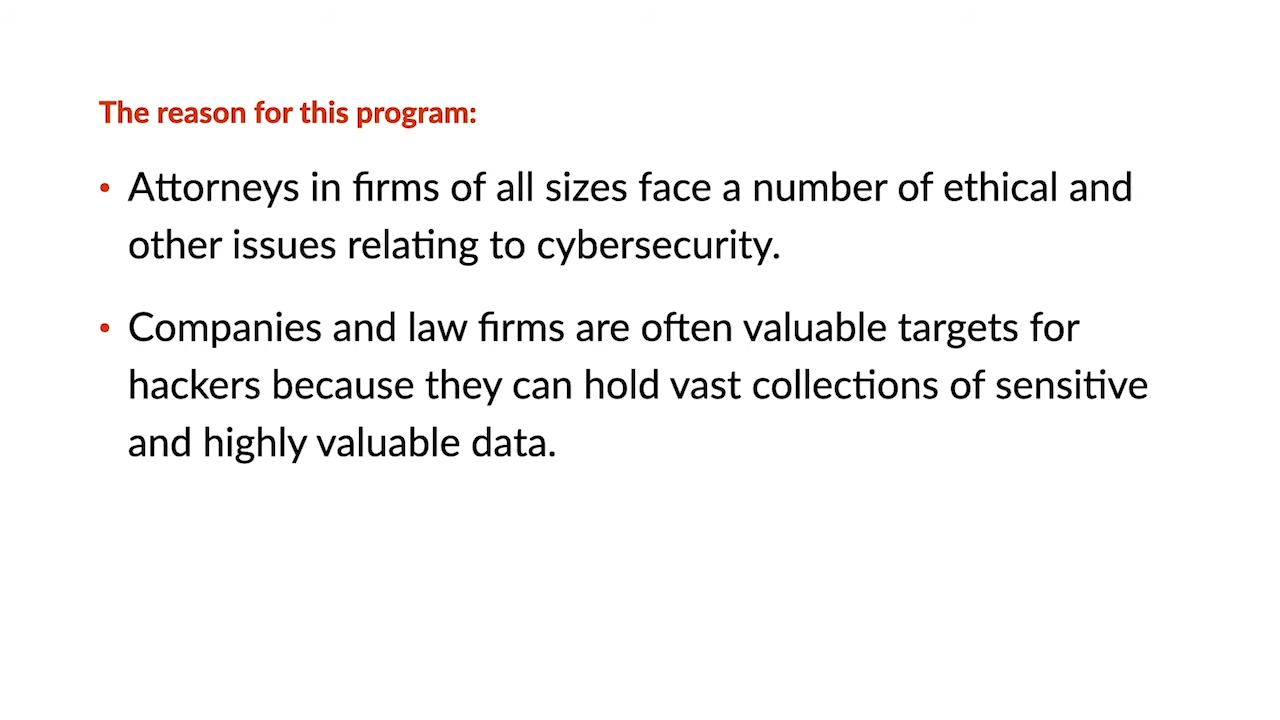 The reason for this program:
• Attorneys in firms of all sizes face a number of ethical and
other issues relating to cybersecurity.
• Companies and law firms are often valuable targets for
hackers because they can hold vast collections of sensitive
and highly valuable data.